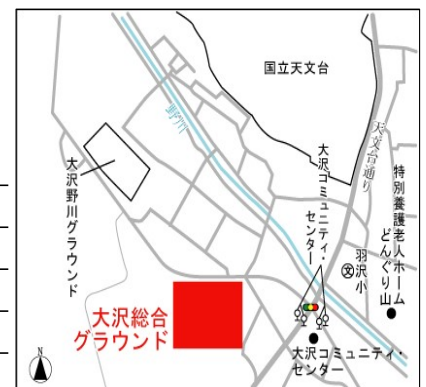 国立天文台
野川
天文台通り
大沢コミュニティ・
センター
特別養護老人ホーム
どんぐり山
羽沢小
文
大沢野川グラウンド
大沢総合
グラウンド
大沢コミュニティ・
センター
N